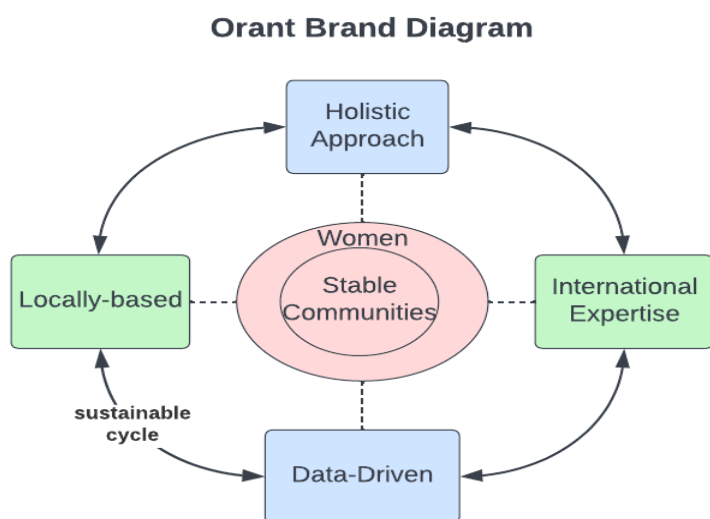 Orant Brand Diagram
Holistic
Approach
Women
Stable
Communities
Locally-based
International
Expertise
sustainable
cycle
Data-Driven